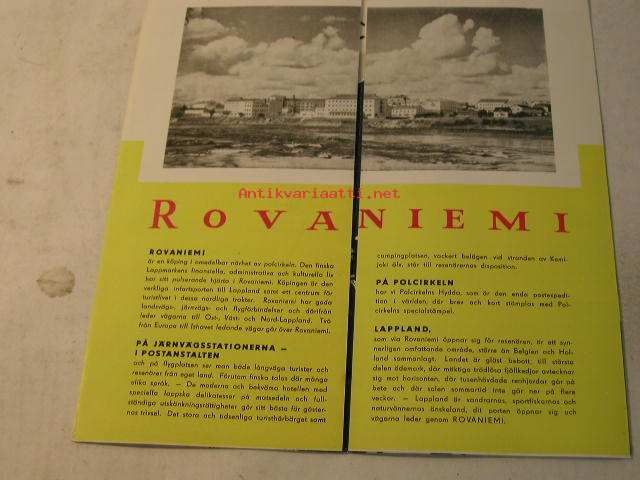 Antikvariaatti.net
ROVANIEMI
ROVANIEMI
är en köping i omedelbar närhet av polcirkeln. Den finska
Lappmarkens finansiella, administrativa och kulturella liv
har sitt pulserande hjärta i Rovaniemi. Köpingen är den
verkliga infartsporten till Lappland samt ett centrum för
turistlivet i dessa nordliga trakter. Rovaniemi har goda
landsvägs-, järnvägs- och flygförbindelser och därifrån
leder vägarna till Ost-, Väst- och Nord-Lappland. Två
från Europa till Ishavet ledande vägar går över Rovaniemi.
PÅ JÄRNVÄGSSTATIONERNA —
I POSTANSTALTEN
och på flygplatsen ser man både långväga turister och
resenärer från eget land. Förutom finska talas där många
olika språk. — De moderna och bekväma hotellen med
speciella lappska delikatesser på matsedeln och full-
ständiga utskänkningsrättigheter gör sitt bästa för gäster-
nas trivsel. Det stora och tidsenliga turisthärbärget samt
campingplatsen, vackert belägen vid stranden av Kemi-
joki älv, står till resenärernas disposition.
PÅ POLCIRKELN
har vi Polcirkelns Hydda, som är den enda postexpedi-
tion i världen, där brev och kort stämplas med Pol-
cirkelns specialstämpel.
LAPPLAND,
som via Rovaniemi öppnar sig för resenären, är ett syn-
nerligen omfattande område, större än Belgien och Hol-
land sammanlagt. Landet är glest bebott, till största
delen ödemark, där mäktiga trädlösa fjällkedjor avtecknar
sig mot horisonten, där tusenhövdade renhjordar går på
bete och där solen sommartid inte går ner på flere
veckor. — Lappland är vandrarnas, sportfiskarnas och
naturvännernas önskeland, dit porten öppnar sig och
vägarna leder genom ROVANIEMI.